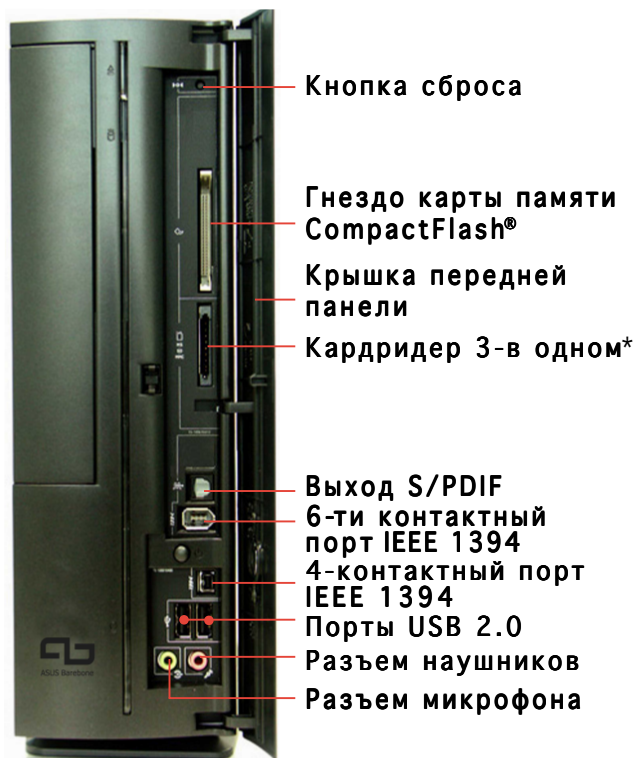 Кнопка сброса
Гнездо карты памяти
CompactFlash®
Крышка передней
панели
Кардридер 3-в одном*
Выход S/PDIF
6-ти контактный
порт IEEE 1394
4-контактный порт
IEEE 1394
Порты USB 2.0
Разъем наушников
Разъем микрофона
ASUS Barebone